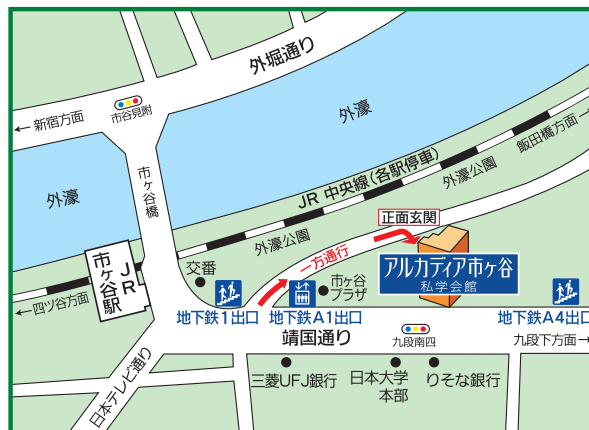 外堀通り
市谷見附
←新宿方面
外濠
飯田橋方面→
市ヶ谷橋
JR 中央線(各駅停車)
外濠公園
外濠
正面玄関
外濠公園
一方通行
アルカディア市ヶ谷
私学会館
JR
市ヶ谷駅
交番
市ヶ谷
プラザ
←四ツ谷方面
地下鉄1出口
地下鉄A1出口
地下鉄A4出口
靖国通り
九段南四
九段下方面→
日本テレビ通り
三菱UFJ銀行
日本大学
本部
りそな銀行